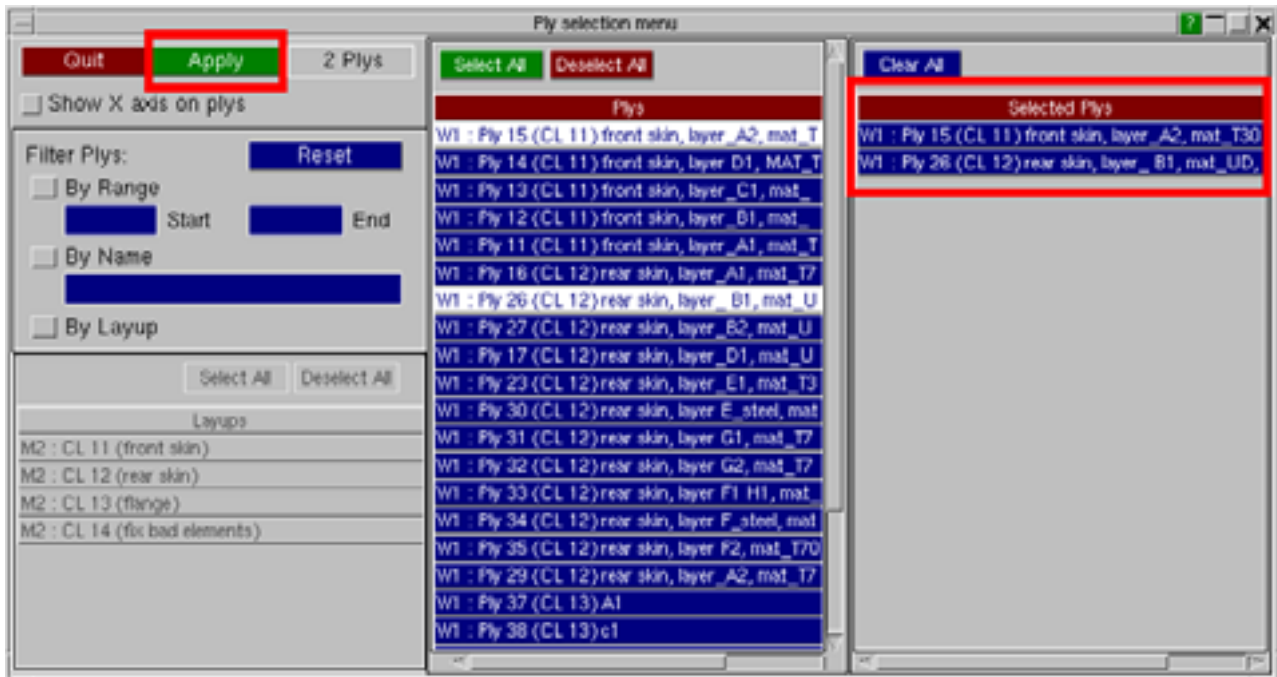 Ply selection menu
?
X
Quit Apply 2 Plys
Show X axis on plys
Filter Plys: Reset
By Range
Start End
By Name
By Layup
Select All Deselect All
Layups
M2 : CL 11 (front skin)
M2 : CL 12 (rear skin)
M2 : CL 13 (flange)
M2 : CL 14 (fix bad elements)
Select All Deselect All
Plys
W1 : Ply 15 (CL 11) front skin, layer_A2, mat_T
W1 : Ply 14 (CL 11) front skin, layer D1, MAT_T
W1 : Ply 13 (CL 11) front skin, layer_C1, mat_
W1 : Ply 12 (CL 11) front skin, layer_B1, mat_
W1 : Ply 11 (CL 11) front skin, layer_A1, mat_T
W1 : Ply 16 (CL 12) rear skin, layer_A1, mat_T7
W1 : Ply 26 (CL 12) rear skin, layer_ B1, mat_U
W1 : Ply 27 (CL 12) rear skin, layer_B2, mat_U
W1 : Ply 17 (CL 12) rear skin, layer_D1, mat_U
W1 : Ply 23 (CL 12) rear skin, layer_E1, mat_T3
W1 : Ply 30 (CL 12) rear skin, layer E_steel, mat
W1 : Ply 31 (CL 12) rear skin, layer G1, mat_T7
W1 : Ply 32 (CL 12) rear skin, layer G2, mat_T7
W1 : Ply 33 (CL 12) rear skin, layer F1 H1, mat_
W1 : Ply 34 (CL 12) rear skin, layer F_steel, mat
W1 : Ply 35 (CL 12) rear skin, layer F2, mat_T70
W1 : Ply 29 (CL 12) rear skin, layer_A2, mat_T7
W1 : Ply 37 (CL 13) A1
W1 : Ply 38 (CL 13) c1
Clear All
Selected Plys
W1 : Ply 15 (CL 11) front skin, layer_A2, mat_T30
W1 : Ply 26 (CL 12) rear skin, layer_ B1, mat_UD,